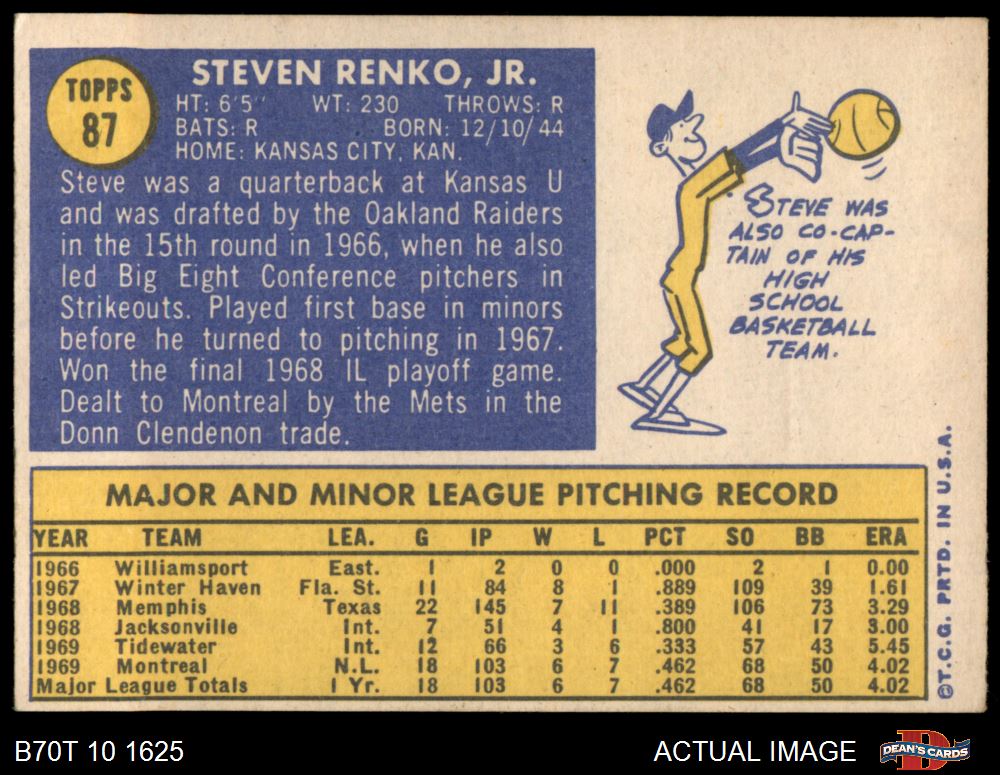 TOPPS
87
STEVEN RENKO, JR.
HT: 6'5" WT: 230 THROWS: R
BATS: R BORN: 12/10/44
HOME: KANSAS CITY, KAN.
Steve was a quarterback at Kansas U
and was drafted by the Oakland Raiders
in the 15th round in 1966, when he also
led Big Eight Conference pitchers in
Strikeouts. Played first base in minors
before he turned to pitching in 1967.
Won the final 1968 IL playoff game.
Dealt to Montreal by the Mets in the
Donn Clendenon trade.
STEVE WAS
ALSO CO-CAP-
TAIN OF HIS
HIGH
SCHOOL
BASKETBALL
TEAM.
MAJOR AND MINOR LEAGUE PITCHING RECORD
YEAR TEAM LEA. G IP W L PCT SO BB ERA
1966 Williamsport East. 1 2 0 0 .000 2 1 0.00
1967 Winter Haven Fla. St. 11 84 8 1 .889 109 39 1.61
1968 Memphis Texas 22 145 7 11 .389 106 73 3.29
1968 Jacksonville Int. 7 51 4 1 .800 41 17 3.00
1969 Tidewater Int. 12 66 3 6 .333 57 43 5.45
1969 Montreal N.L. 18 103 6 7 .462 68 50 4.02
Major League Totals 1 Yr. 18 103 6 7 .462 68 50 4.02
©T.C.G. PRTD. IN U.S.A.
B70T 10 1625
ACTUAL IMAGE
D
DEAN'S CARDS